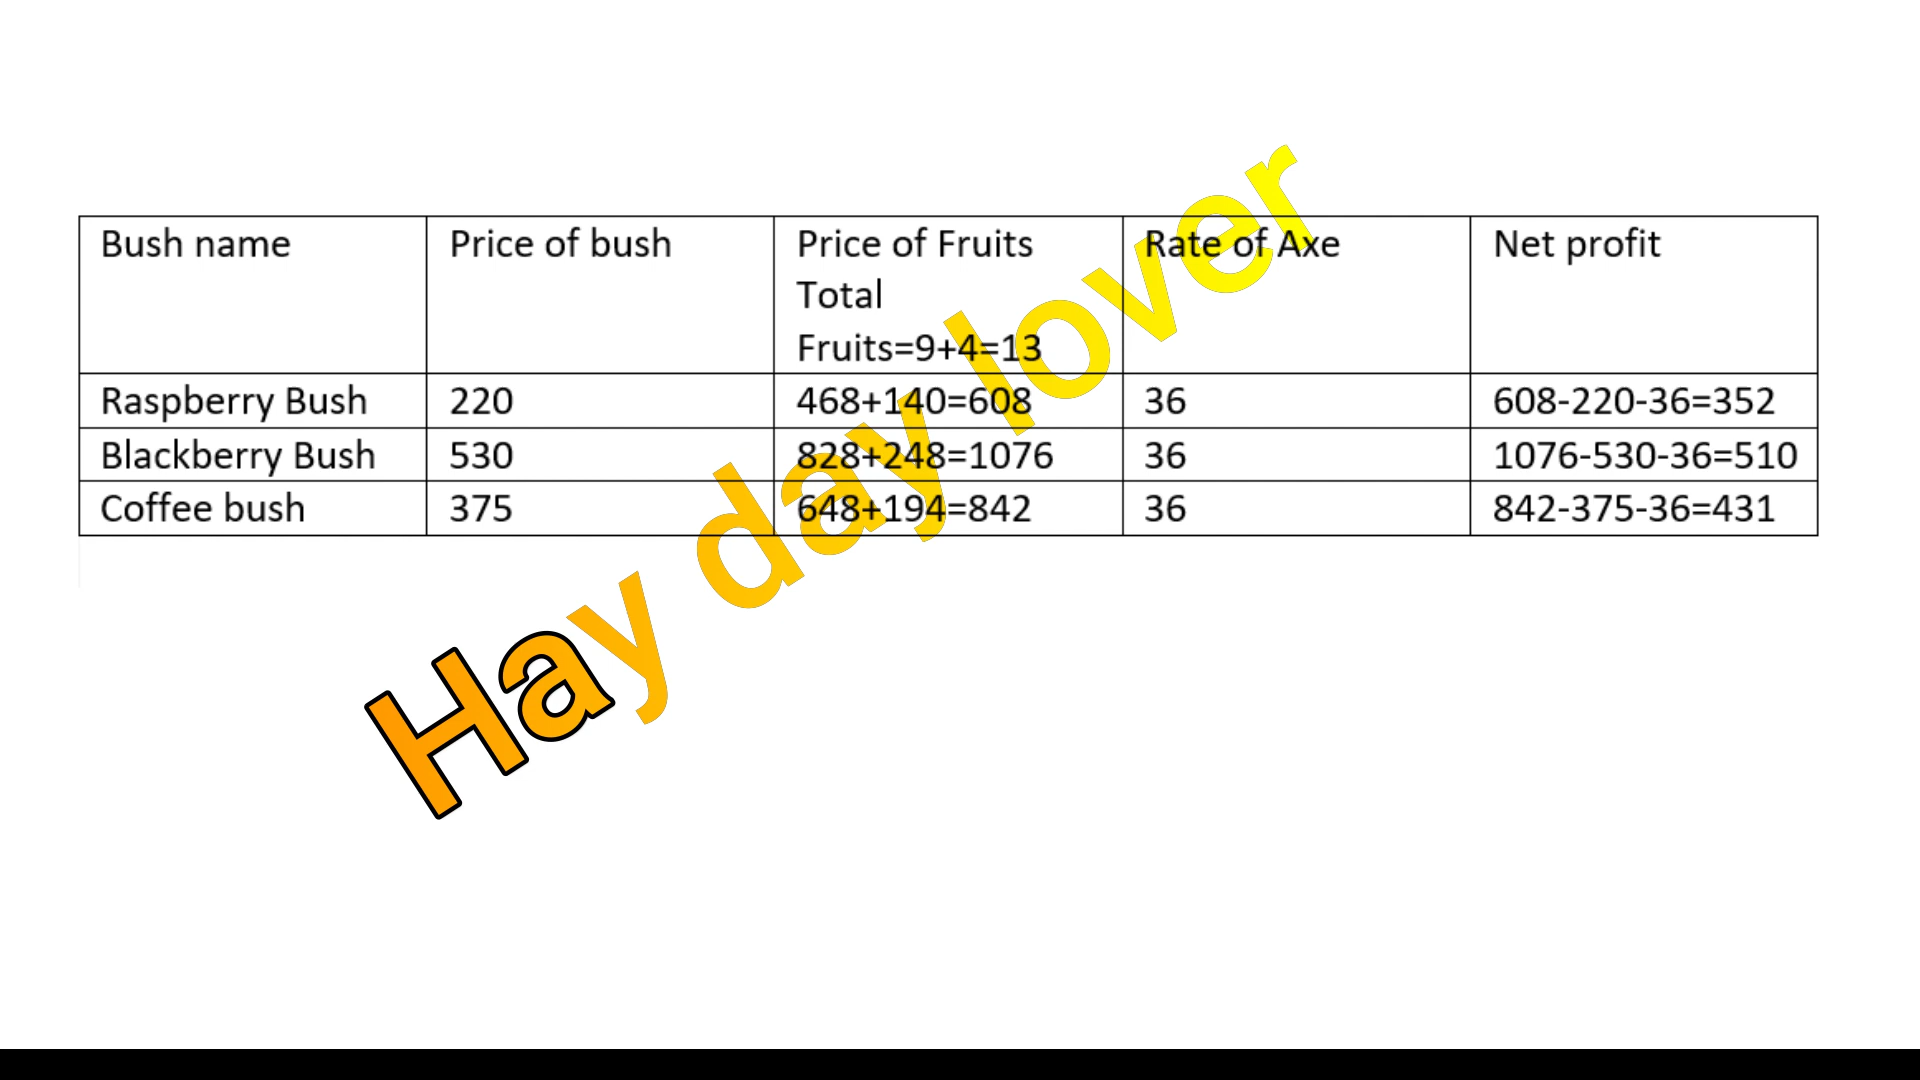 Bush name Price of bush Price of Fruits Rate of Axe Net profit
Total
Fruits=9+4=13
Raspberry Bush 220 468+140=608 36 608-220-36=352
Blackberry Bush 530 828+248=1076 36 1076-530-36=510
Coffee bush 375 648+194=842 36 842-375-36=431
Hay day lover